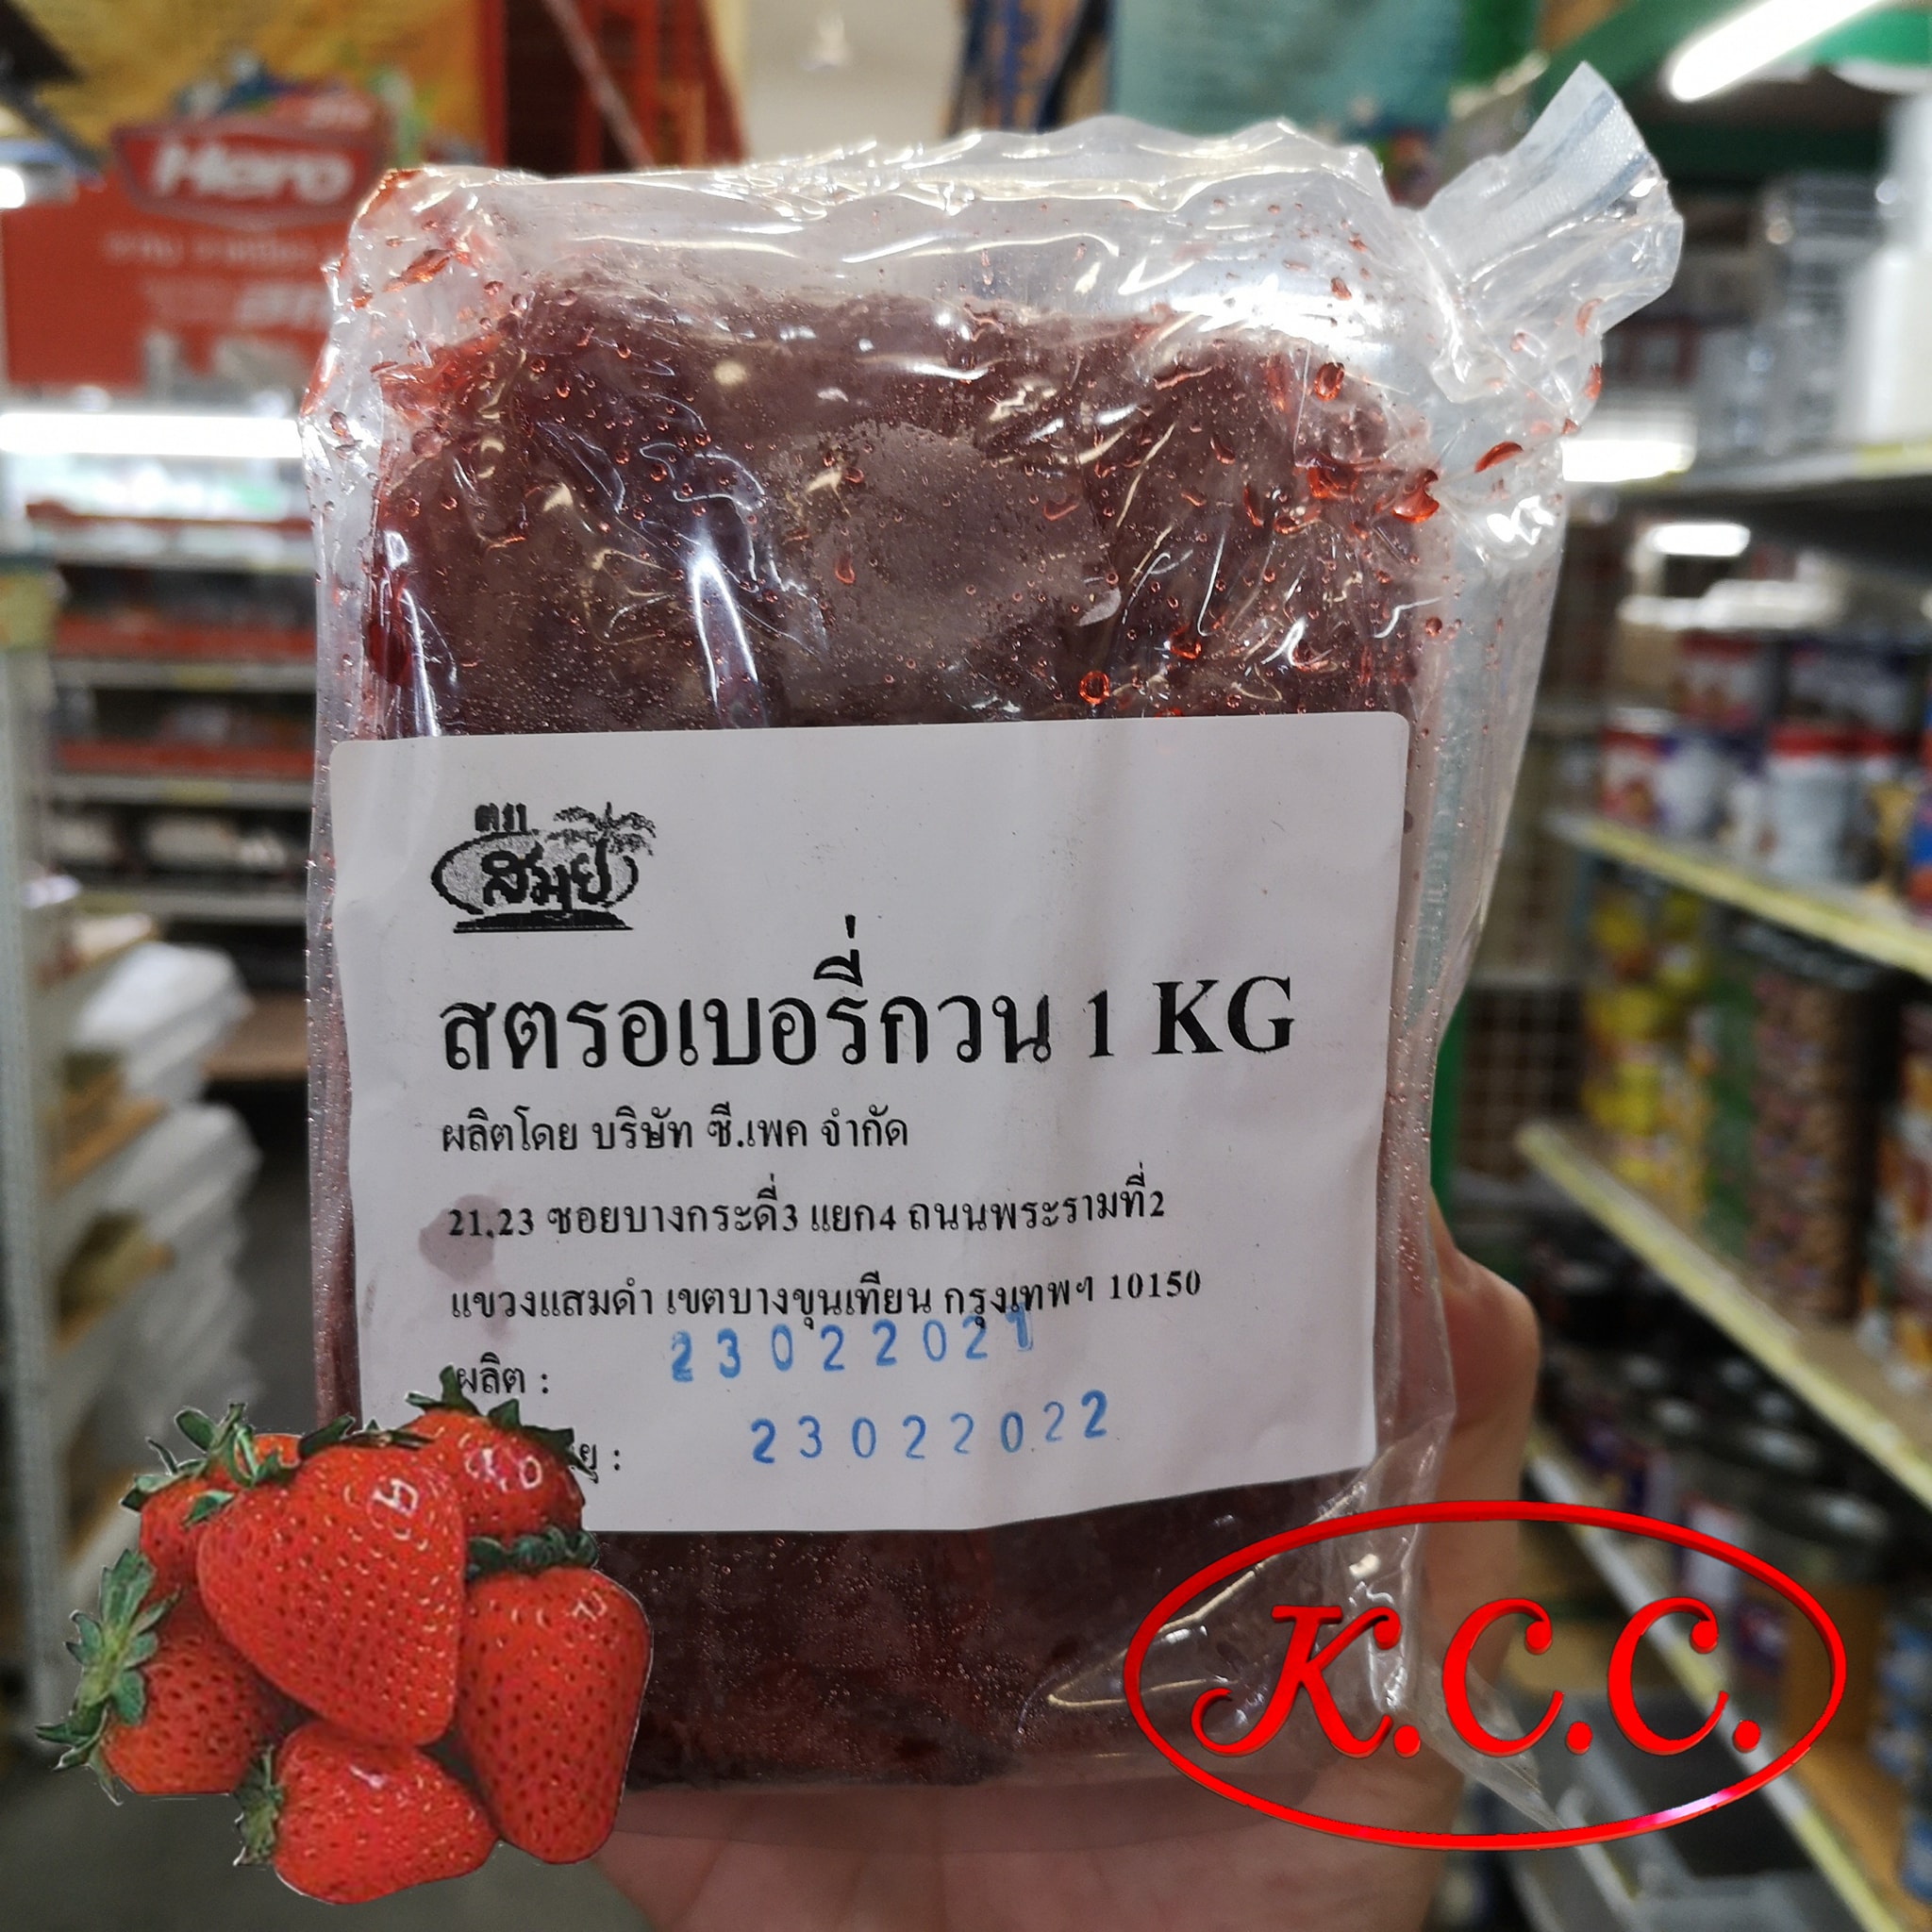 Hero
ตรา
สมุย
สตรอเบอรี่กวน 1 KG
ผลิตโดย บริษัท ซี.เพค จำกัด
21,23 ซอยบางกระดี่3 แยก4 ถนนพระรามที่2
แขวงแสมดำ เขตบางขุนเทียน กรุงเทพฯ 10150
ผลิต : 23022021
23022022
K.C.C.